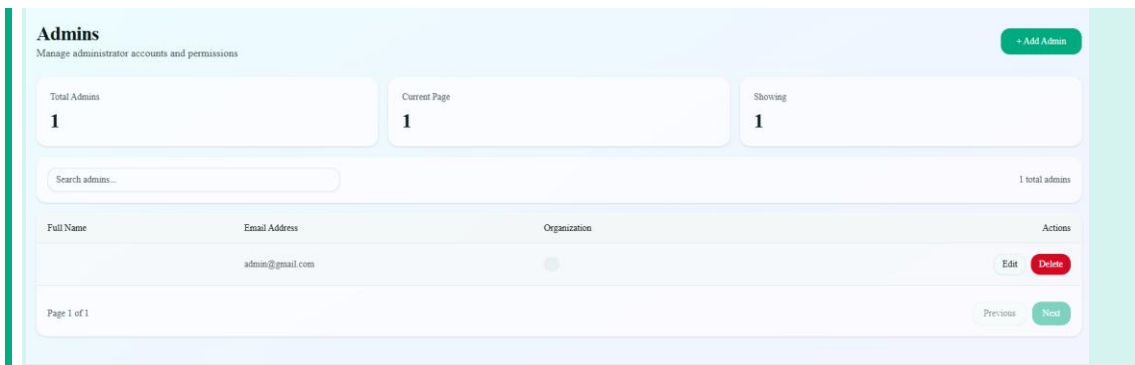 Admins
Manage administrator accounts and permissions
+ Add Admin
Total Admins
1
Current Page
1
Showing
1
Search admins...
1 total admins
Full Name Email Address Organization Actions
admin@gmail.com Edit Delete
Page 1 of 1 Previous Next